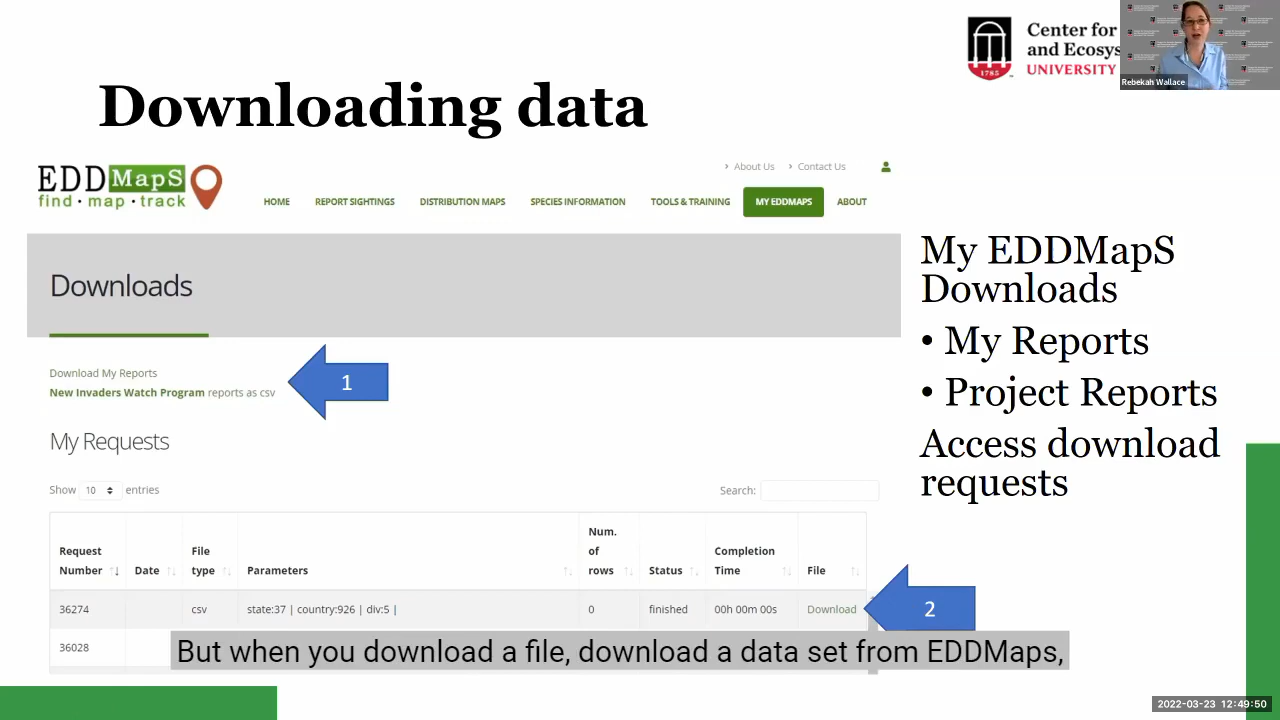 Center for
and Ecosys
UNIVERSITY
1785
Rebekah Wallace
Downloading data
EDDMapS
find · map · track
About Us
Contact Us
HOME
REPORT SIGHTINGS
DISTRIBUTION MAPS
SPECIES INFORMATION
TOOLS & TRAINING
MY EDDMAPS
ABOUT
Downloads
Download My Reports
New Invaders Watch Program reports as csv
1
My Requests
Show 10 entries
Search:
Request Number
Date
File type
Parameters
Num. of rows
Status
Completion Time
File
36274 csv state:37 | country:926 | div:5 | 0 finished 00h 00m 00s Download
2
36028
My EDDMapS
Downloads
• My Reports
• Project Reports
Access download
requests
But when you download a file, download a data set from EDDMaps,
2022-03-23 12:49:50